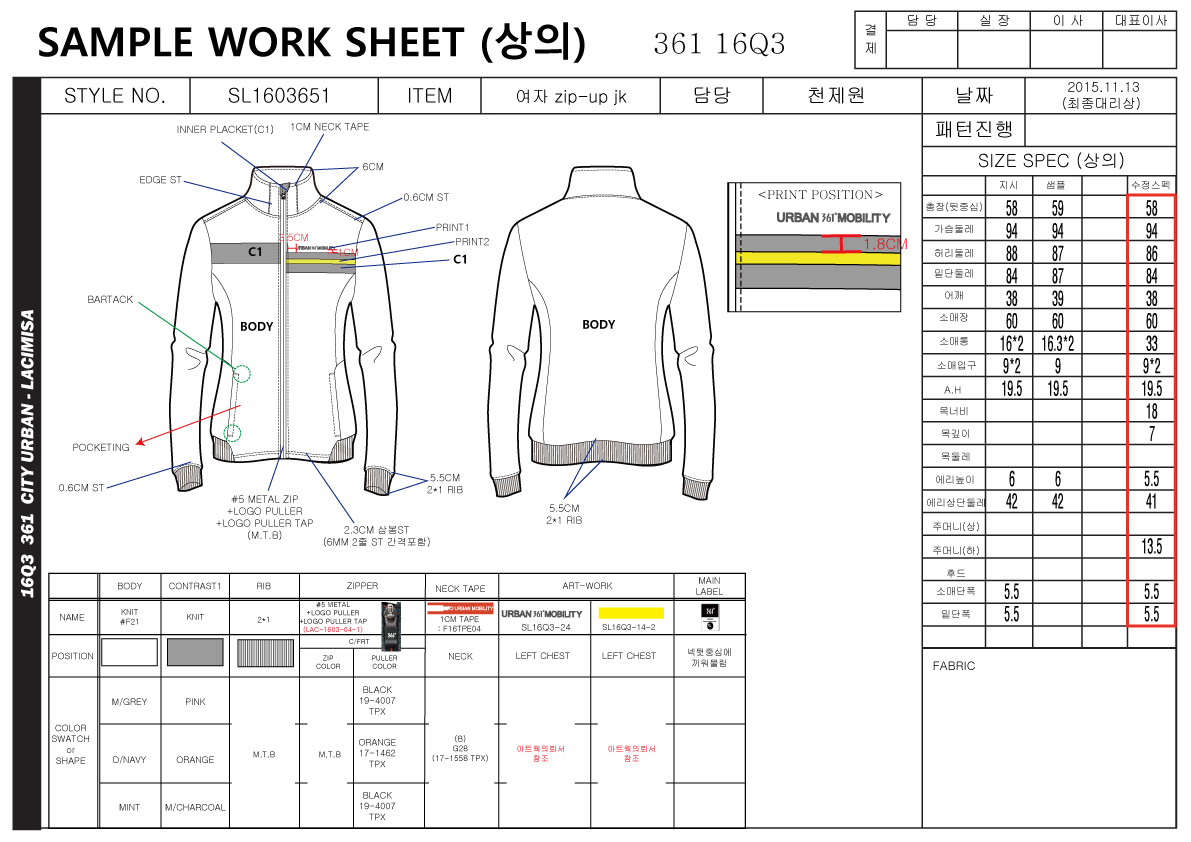 SAMPLE WORK SHEET (상의) 361 16Q3
결제 담 당 실 장 이 사 대표이사
STYLE NO. SL1603651 ITEM 여자 zip-up jk 담당 천제원 날짜 2015.11.13
(최종대리상)
패턴진행
16Q3 361 CITY URBAN - LACIMISA
INNER PLACKET(C1)
1CM NECK TAPE
6CM
EDGE ST
0.6CM ST
PRINT1
PRINT2
C1
C1
1CM
BODY
BARTACK
POCKETING
0.6CM ST
#5 METAL ZIP
+LOGO PULLER
+LOGO PULLER TAP
(M.T.B)
2.3CM 삼봉ST
(6MM 2줄 ST 간격포함)
5.5CM
2*1 RIB
BODY
5.5CM
2*1 RIB
<PRINT POSITION>
URBAN 361°MOBILITY
1.8CM
SIZE SPEC (상의)
지시 샘플 수정스펙
총장(뒷중심) 58 59 58
가슴둘레 94 94 94
허리둘레 88 87 86
밑단둘레 84 87 84
어깨 38 39 38
소매장 60 60 60
소매통 16*2 16.3*2 33
소매입구 9*2 9 9*2
A.H 19.5 19.5 19.5
목너비 18
목깊이 7
목둘레
에리높이 6 6 5.5
에리상단둘레 42 42 41
주머니(상)
주머니(하) 13.5
후드
소매단폭 5.5 5.5
밑단폭 5.5 5.5
FABRIC
BODY CONTRAST1 RIB ZIPPER NECK TAPE ART-WORK MAIN LABEL
NAME KNIT #F21 KNIT 2*1
#5 METAL
+LOGO PULLER
+LOGO PULLER TAP
(LAC-1603-04-1)
URBAN MOBILITY
1CM TAPE
: F16TPE04
URBAN 361°MOBILITY
SL16Q3-24
SL16Q3-14-2
361°
C/FRT
POSITION ZIP COLOR PULLER COLOR NECK LEFT CHEST LEFT CHEST 넥뒷중심에 끼워물림
COLOR
SWATCH
or
SHAPE
M/GREY PINK BLACK 19-4007 TPX
D/NAVY ORANGE M.T.B M.T.B ORANGE 17-1462 TPX
(B)
G28
(17-1558 TPX)
아트웍의뢰서
참조
아트웍의뢰서
참조
MINT M/CHARCOAL BLACK 19-4007 TPX